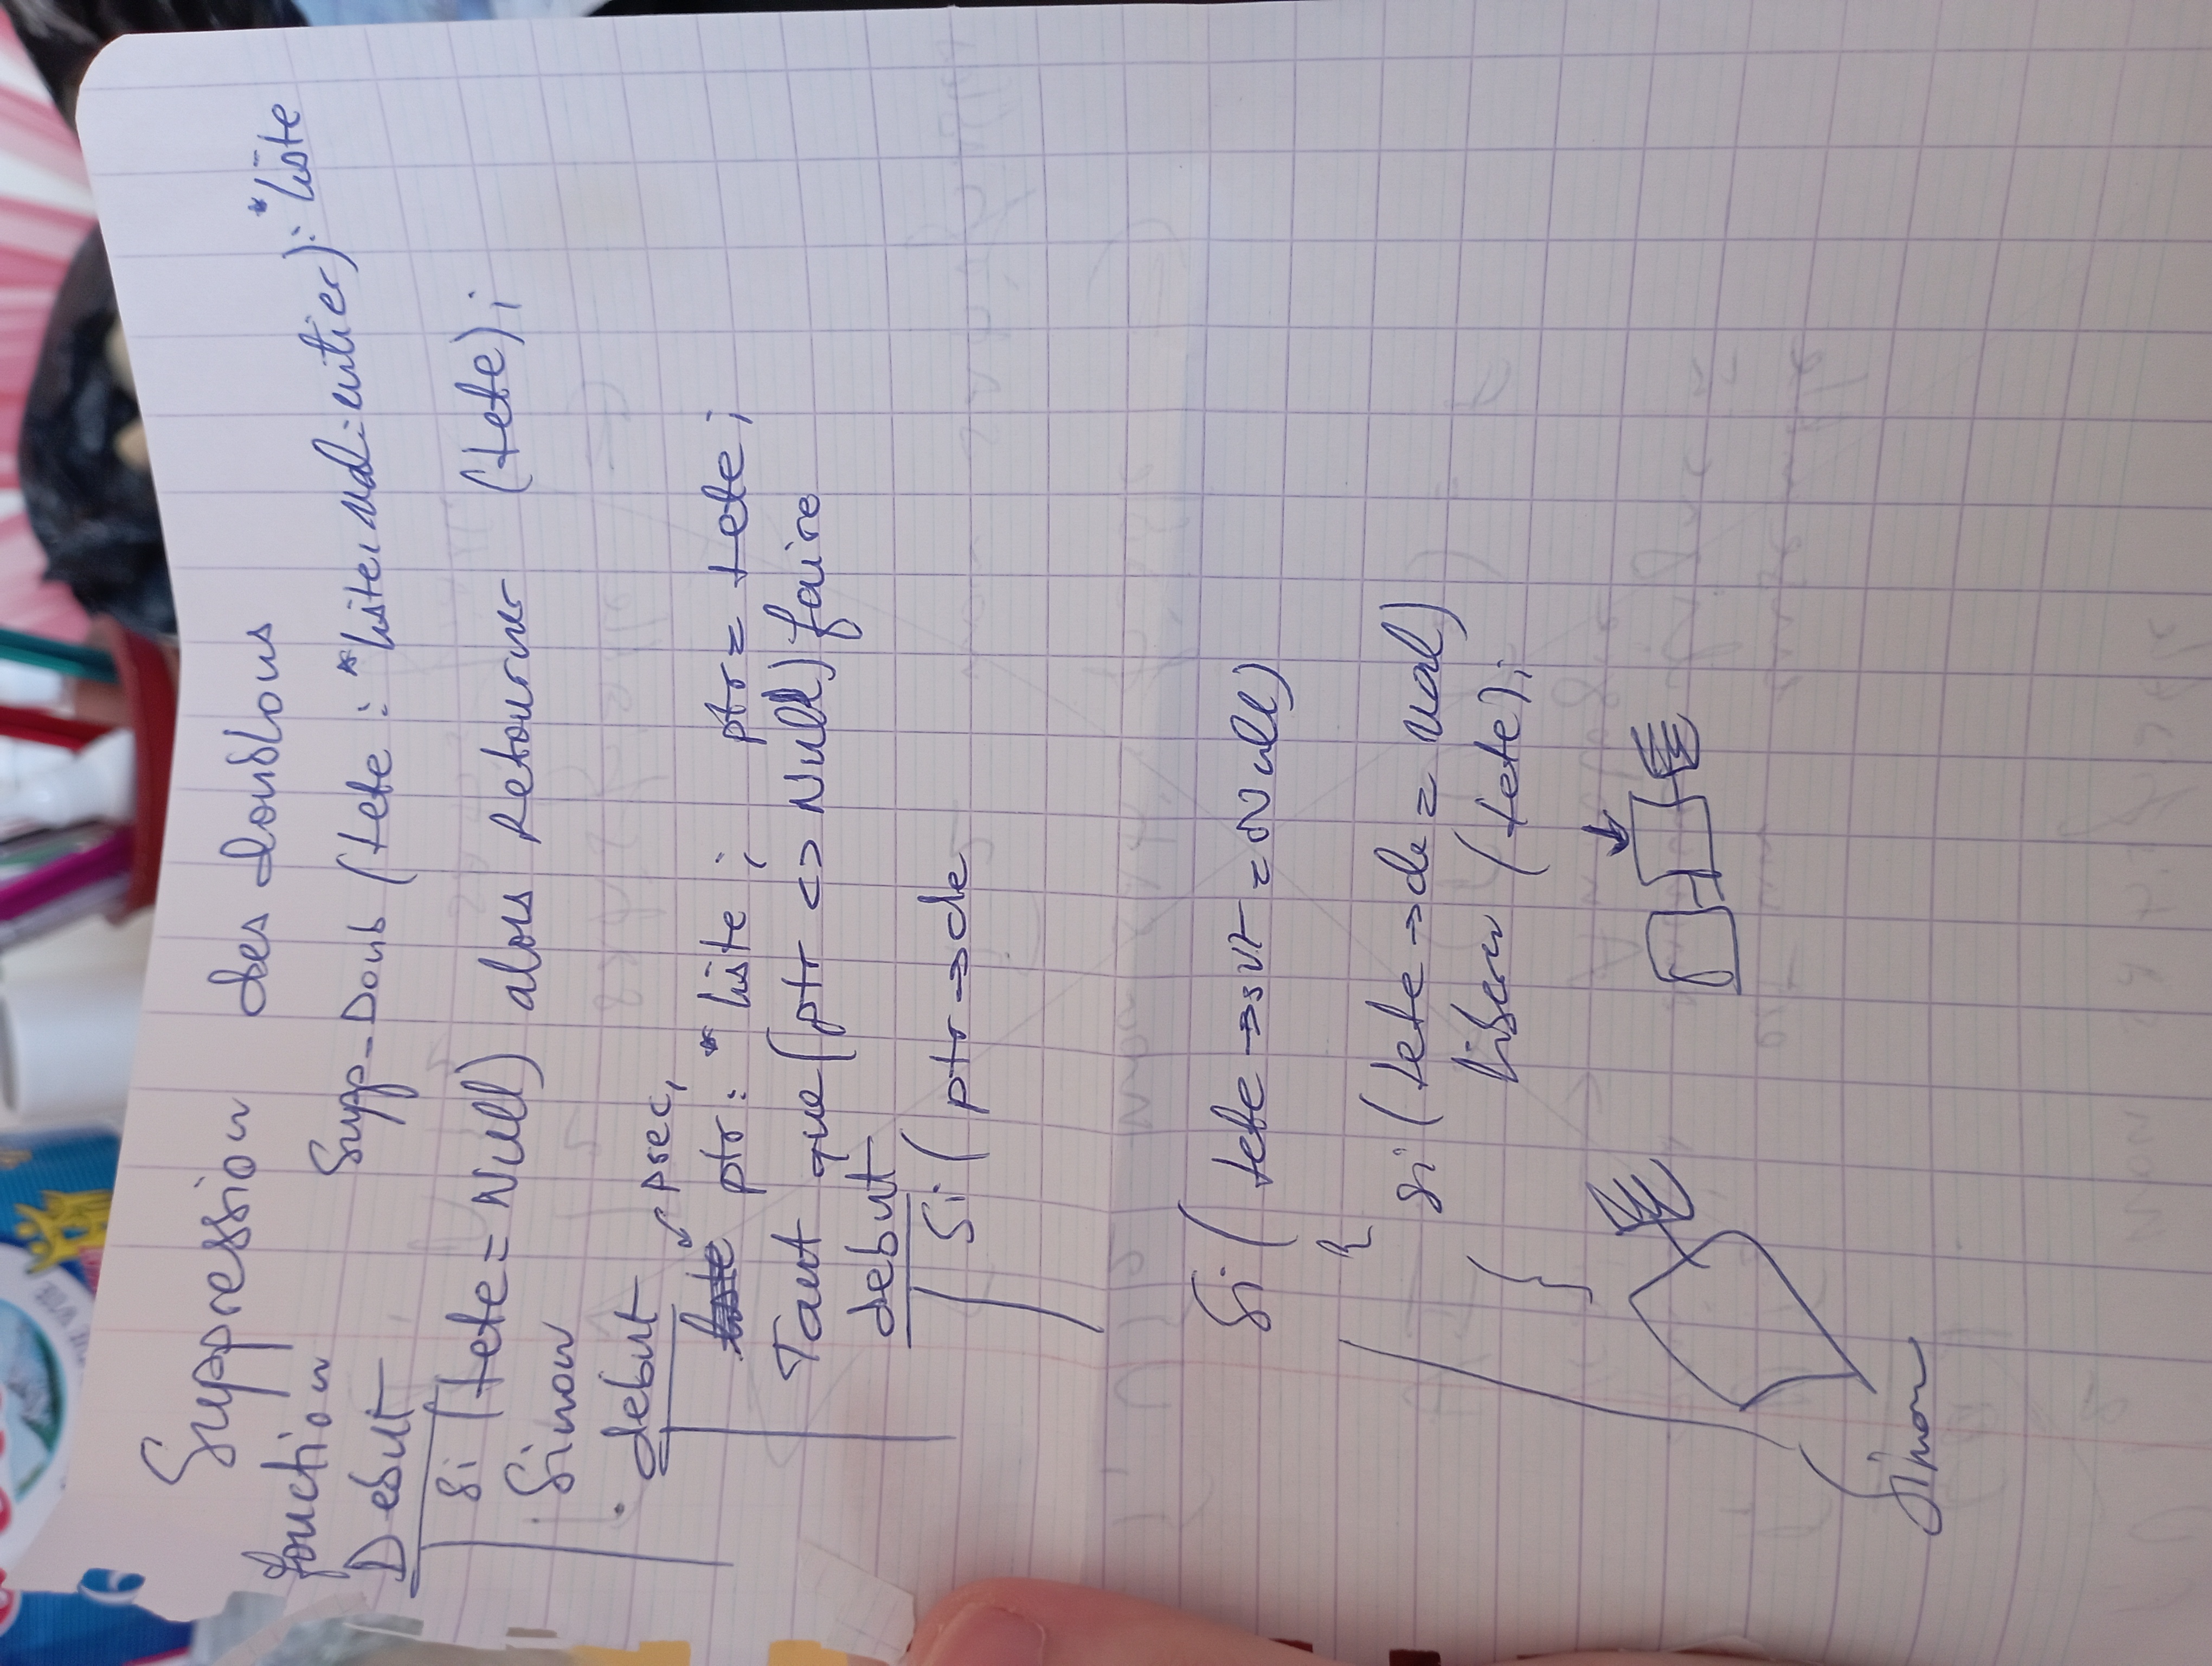 DE VIE
Suppression des doublons
fonction Supp_Doub (tete : *liste, val: entier): *liste
Debut
Si (tete = Null) alors Retourner (tete);
Sinon
debut
prec,
liste ptr: *liste ; ptr = tete ;
Tant que (ptr <> Null) faire
debut
Si ( ptr → de
Si ( tete → svt = Null)
{
si (tete → de = val)
liberer (tete);
}
Sinon